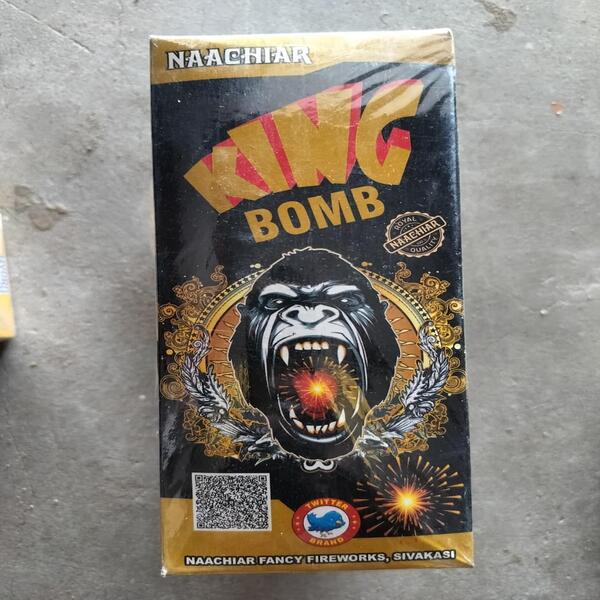 NAACHIAR
KING
BOMB
ROYAL
NAACHIAR
QUALITY
TWITTER
BRAND
NAACHIAR FANCY FIREWORKS, SIVAKASI